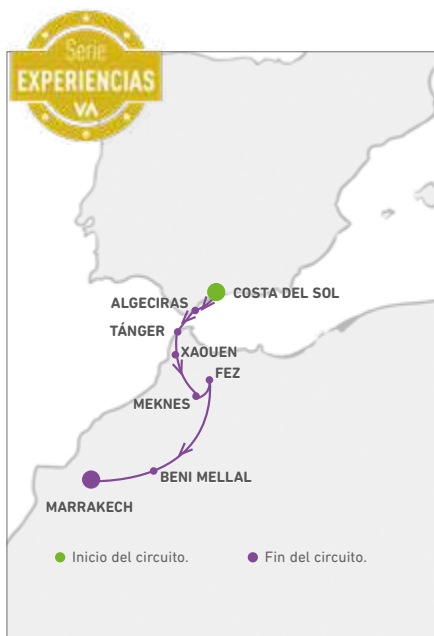 Serie
EXPERIENCIAS
VA
COSTA DEL SOL
ALGECIRAS
TÁNGER
XAOUEN
FEZ
MEKNES
BENI MELLAL
MARRAKECH
Inicio del circuito.
Fin del circuito.